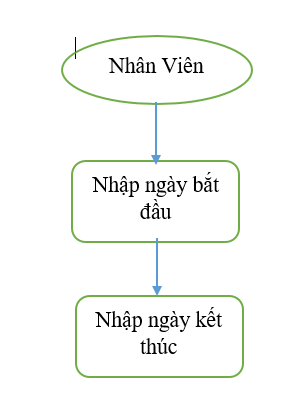 Nhân Viên
Nhập ngày bắt
đầu
Nhập ngày kết
thúc